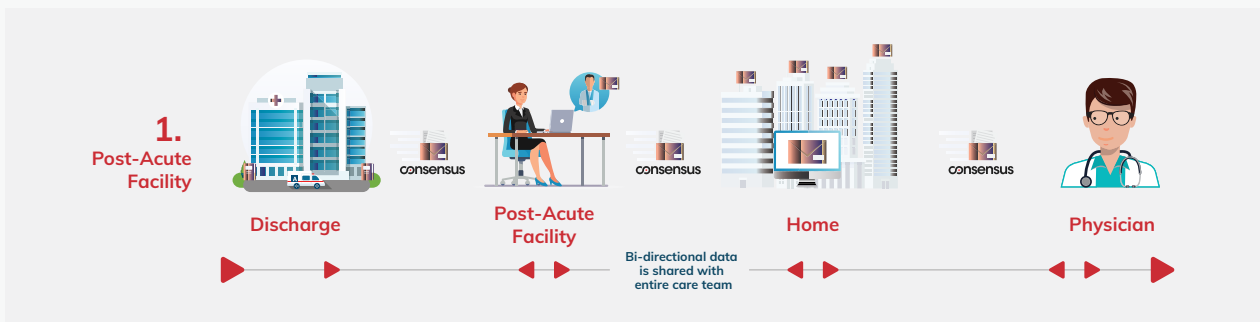 1.
Post-Acute
Facility
consensus
consensus
consensus
Discharge
Post-Acute
Facility
Home
Physician
Bi-directional data
is shared with
entire care team